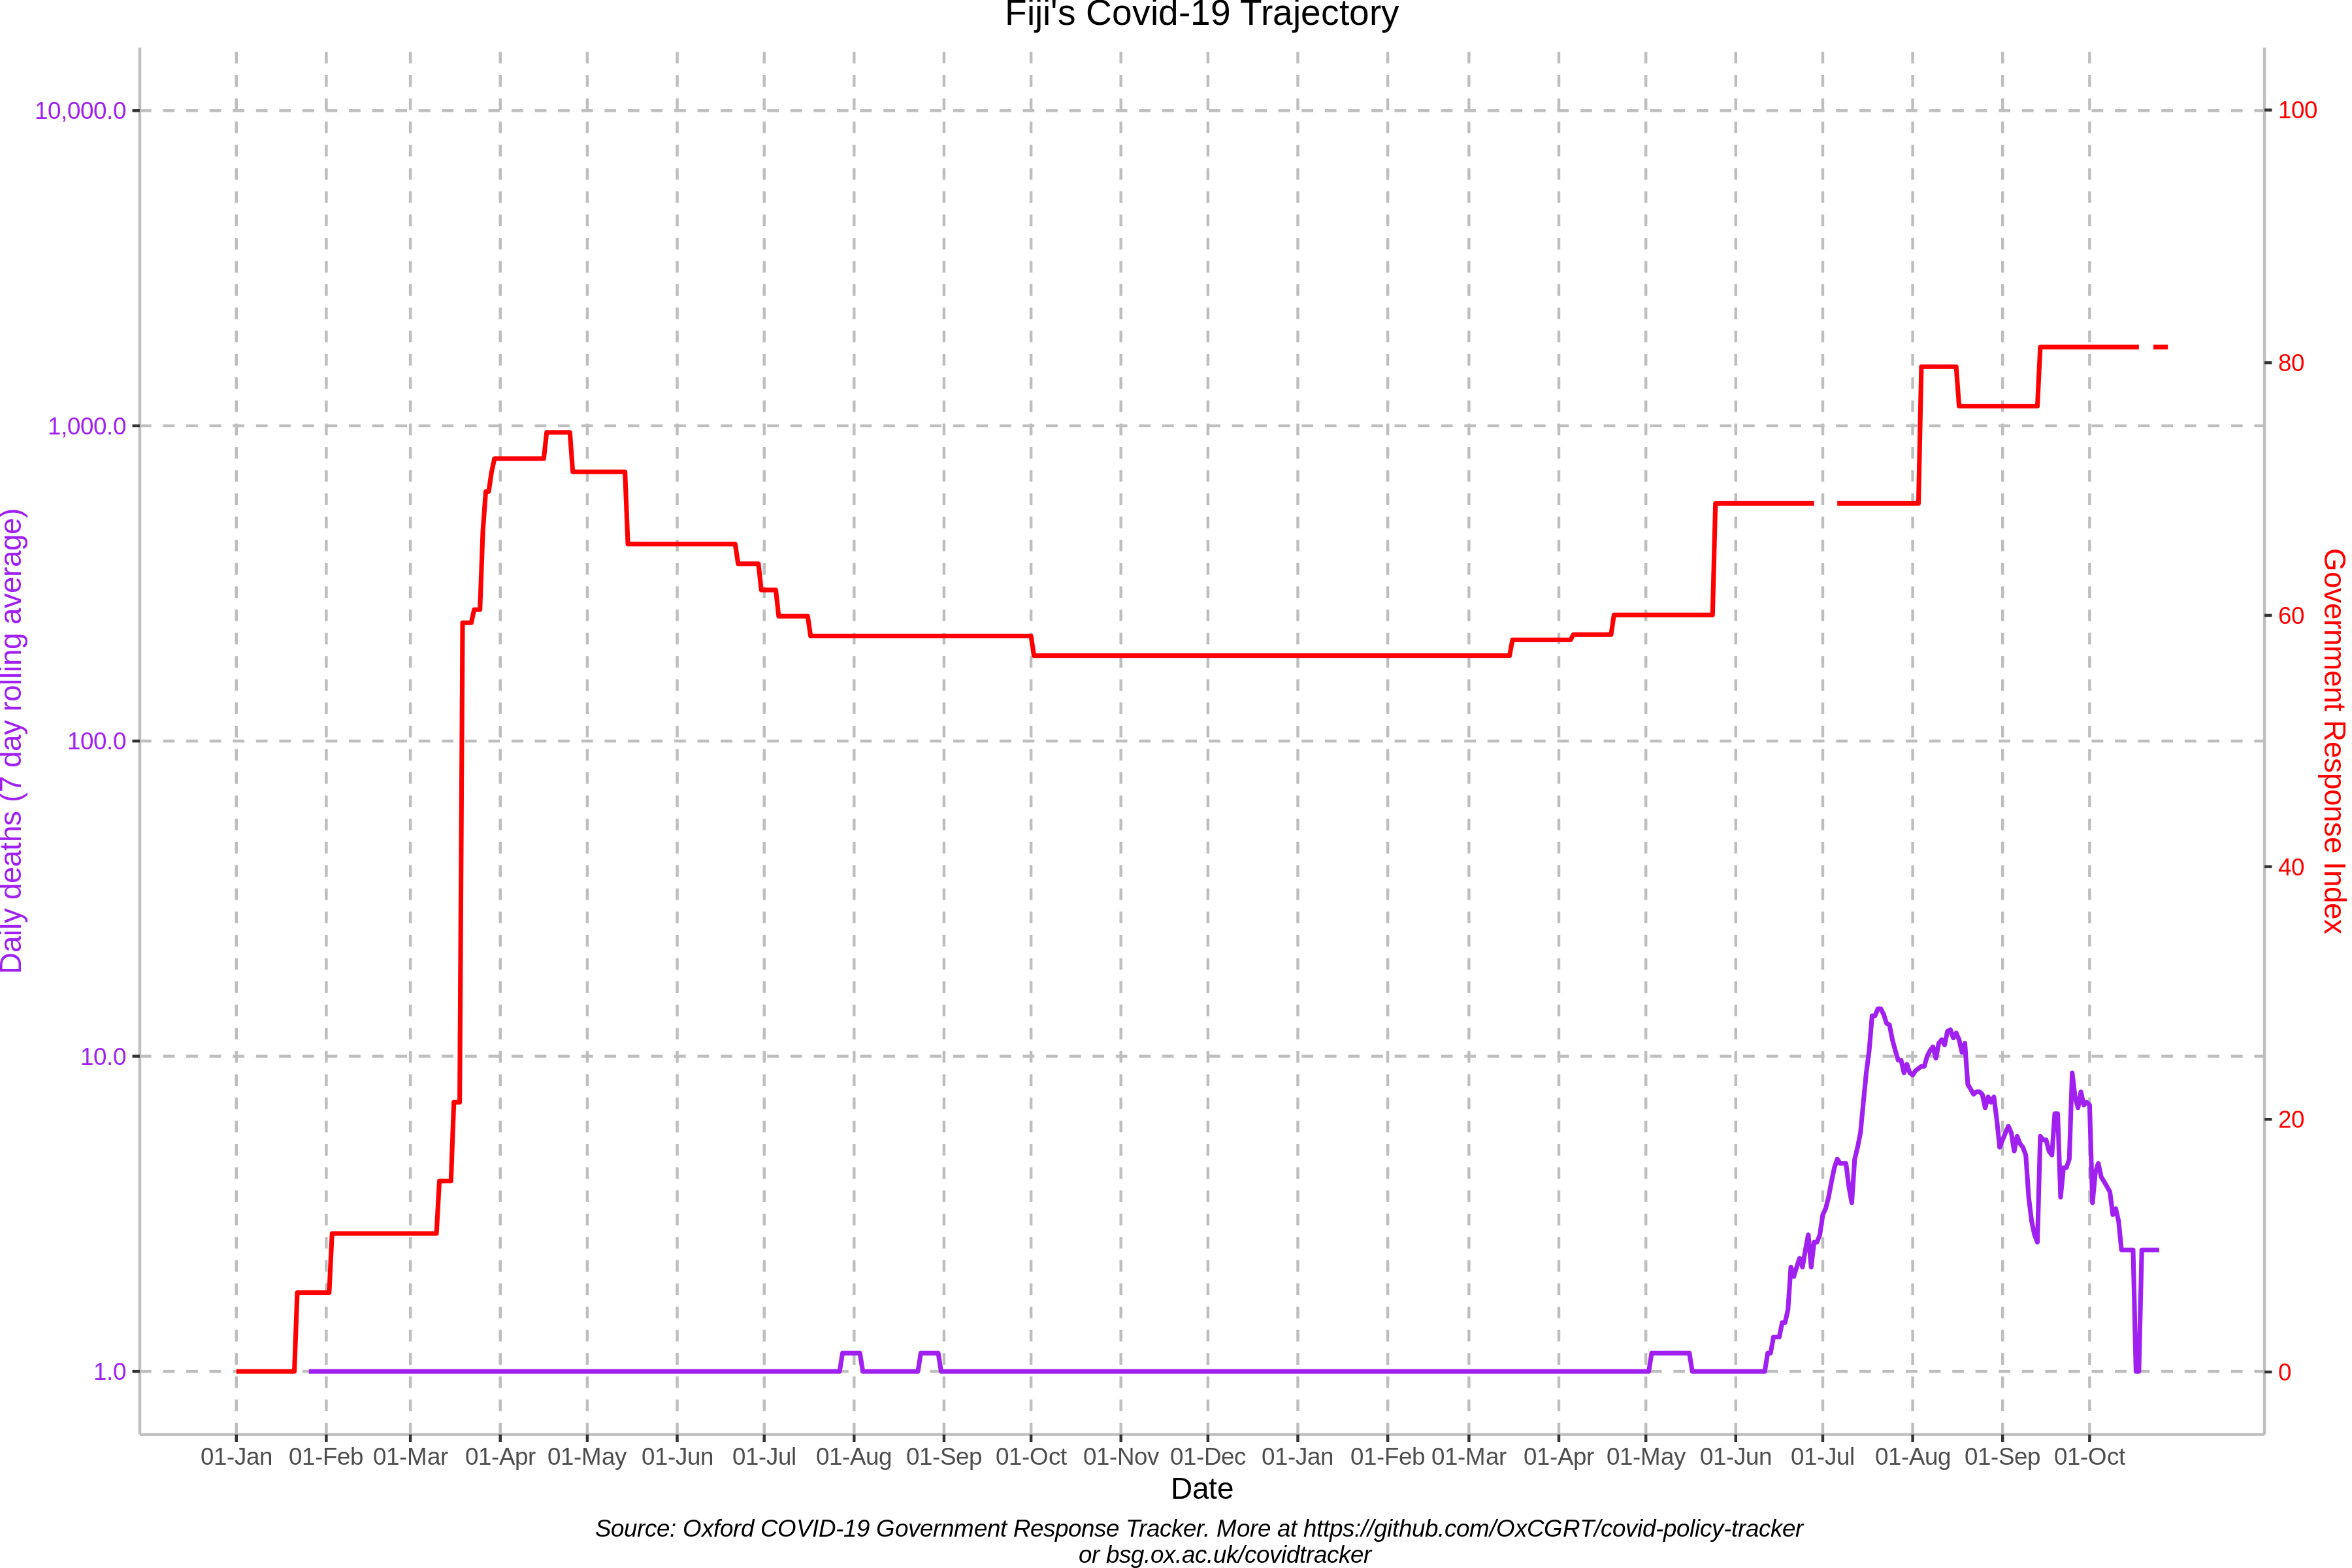 Fiji's Covid-19 Trajectory
10,000.0
1,000.0
100.0
10.0
1.0
Daily deaths (7 day rolling average)
100
80
60
40
20
0
Government Response Index
01-Jan 01-Feb 01-Mar 01-Apr 01-May 01-Jun 01-Jul 01-Aug 01-Sep 01-Oct 01-Nov 01-Dec 01-Jan 01-Feb 01-Mar 01-Apr 01-May 01-Jun 01-Jul 01-Aug 01-Sep 01-Oct
Date
Source: Oxford COVID-19 Government Response Tracker. More at https://github.com/OxCGRT/covid-policy-tracker
or bsg.ox.ac.uk/covidtracker